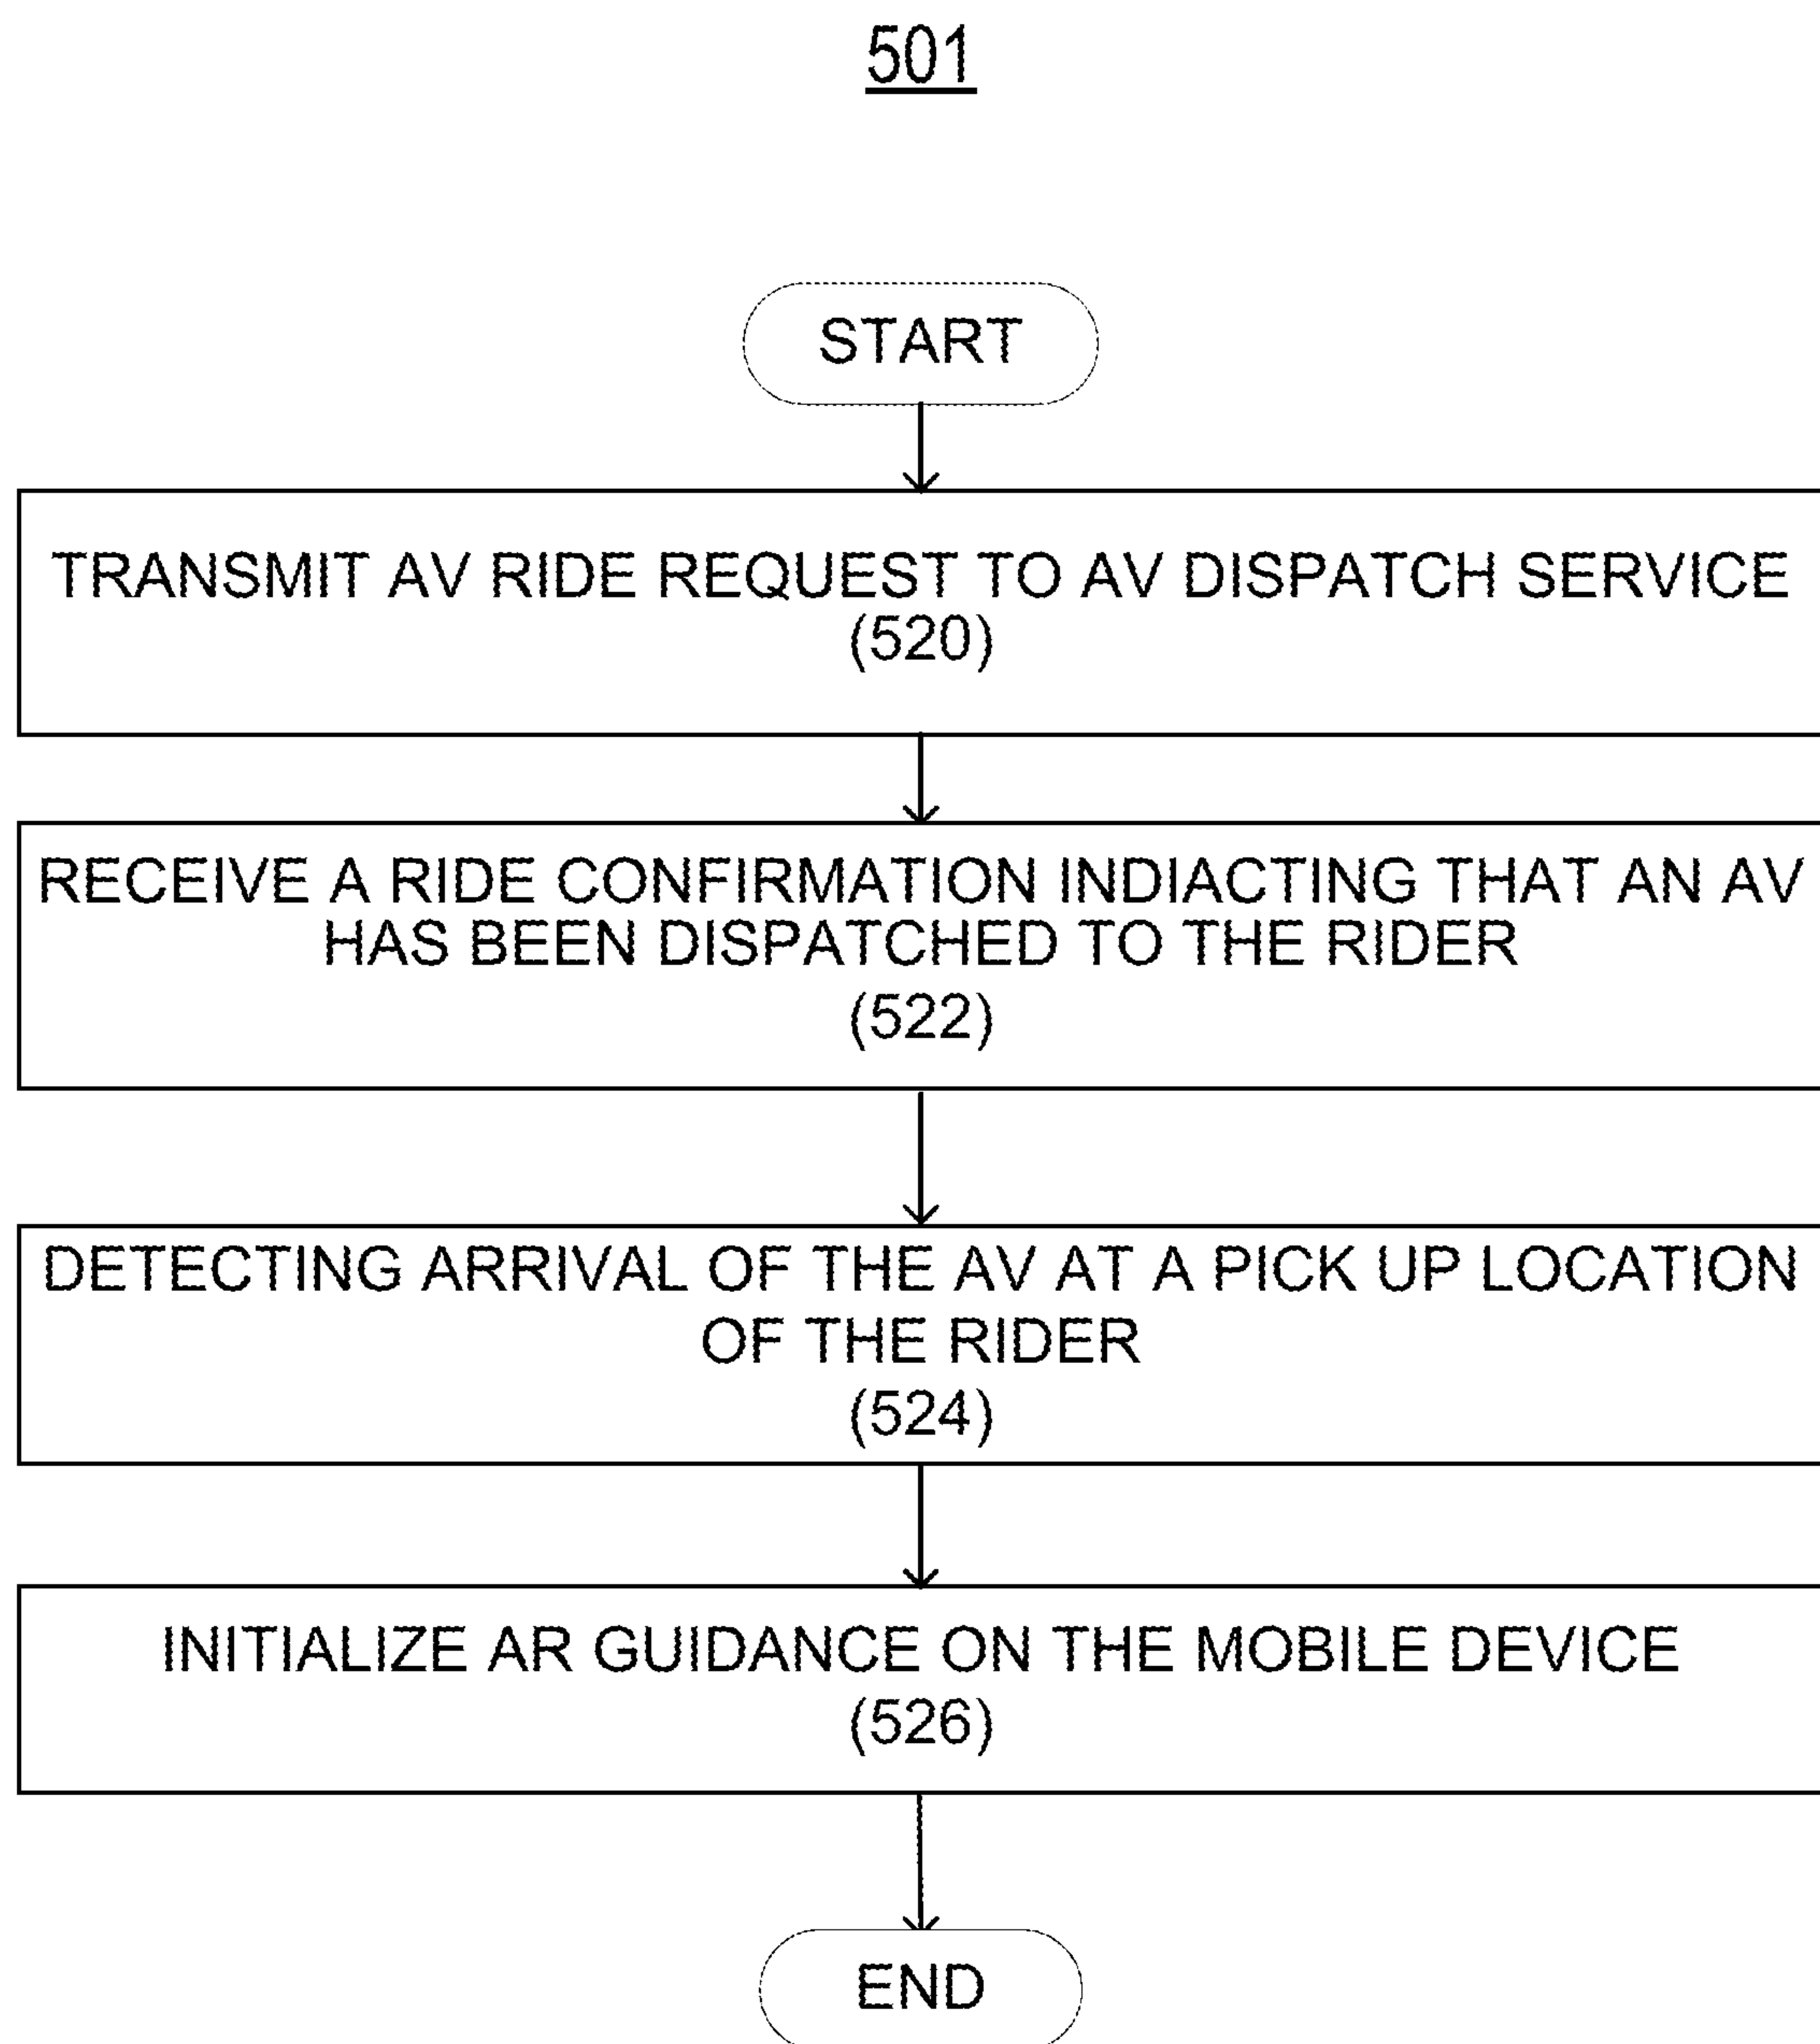 501
START
TRANSMIT AV RIDE REQUEST TO AV DISPATCH SERVICE
(520)
RECEIVE A RIDE CONFIRMATION INDIACTING THAT AN AV
HAS BEEN DISPATCHED TO THE RIDER
(522)
DETECTING ARRIVAL OF THE AV AT A PICK UP LOCATION
OF THE RIDER
(524)
INITIALIZE AR GUIDANCE ON THE MOBILE DEVICE
(526)
END